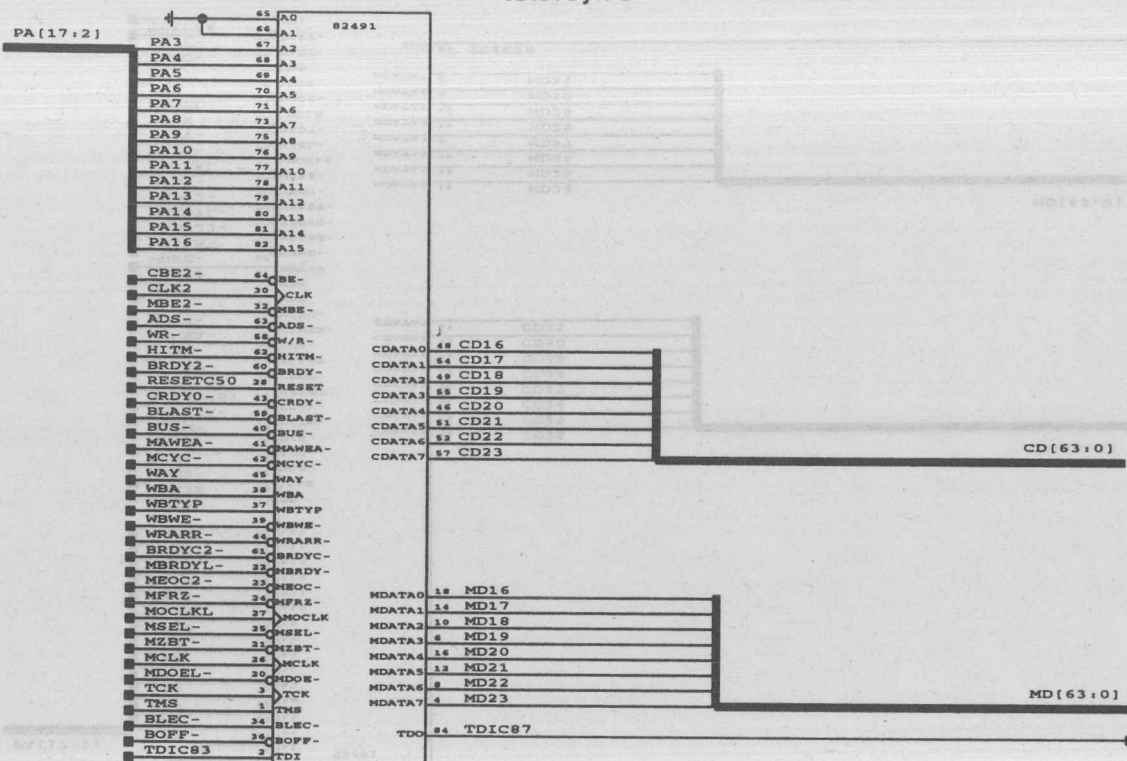 82491
PA[17:2]
65 A0
66 A1
PA3 67 A2
PA4 68 A3
PA5 69 A4
PA6 70 A5
PA7 71 A6
PA8 73 A7
PA9 75 A8
PA10 76 A9
PA11 77 A10
PA12 78 A11
PA13 79 A12
PA14 80 A13
PA15 81 A14
PA16 82 A15
CBE2- 64 BE-
CLK2 30 CLK
MBE2- 32 MBE-
ADS- 63 ADS-
WR- 58 W/R-
HITM- 62 HITM-
BRDY2- 60 BRDY-
RESETC50 28 RESET
CRDY0- 43 CRDY-
BLAST- 59 BLAST-
BUS- 40 BUS-
MAWEA- 41 MAWEA-
MCYC- 42 MCYC-
WAY 45 WAY
WBA 38 WBA
WBTYP 37 WBTYP
WBWE- 39 WBWE-
WRARR- 44 WRARR-
BRDYC2- 61 BRDYC-
MBRDYL- 22 MBRDY-
MEOC2- 23 MEOC-
MFRZ- 24 MFRZ-
MOCLKL 27 MOCLK
MSEL- 25 MSEL-
MZBT- 21 MZBT-
MCLK 26 MCLK
MDOEL- 20 MDOE-
TCK 3 TCK
TMS 1 TMS
BLEC- 34 BLEC-
BOFF- 36 BOFF-
TDIC83 2 TDI
CDATA0 48 CD16
CDATA1 54 CD17
CDATA2 49 CD18
CDATA3 55 CD19
CDATA4 46 CD20
CDATA5 51 CD21
CDATA6 52 CD22
CDATA7 57 CD23
CD[63:0]
MDATA0 18 MD16
MDATA1 14 MD17
MDATA2 10 MD18
MDATA3 6 MD19
MDATA4 16 MD20
MDATA5 12 MD21
MDATA6 8 MD22
MDATA7 4 MD23
MD[63:0]
TDO 84 TDIC87